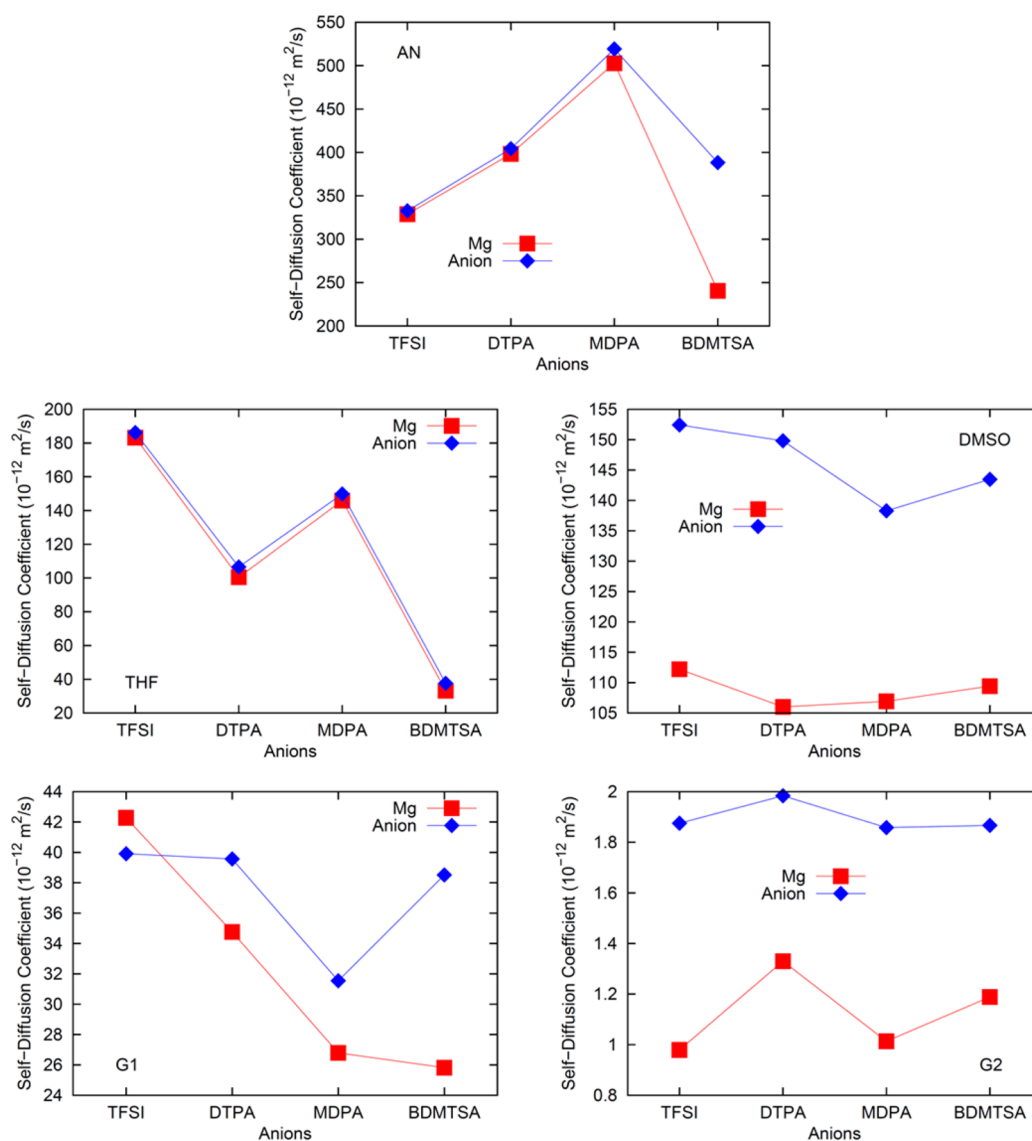 AN
Self-Diffusion Coefficient (10⁻¹² m²/s)
550
500
450
400
350
300
250
200
Mg
Anion
TFSI DTPA MDPA BDMTSA
Anions
THF
Self-Diffusion Coefficient (10⁻¹² m²/s)
200
180
160
140
120
100
80
60
40
20
Mg
Anion
TFSI DTPA MDPA BDMTSA
Anions
DMSO
Self-Diffusion Coefficient (10⁻¹² m²/s)
155
150
145
140
135
130
125
120
115
110
105
Mg
Anion
TFSI DTPA MDPA BDMTSA
Anions
G1
Self-Diffusion Coefficient (10⁻¹² m²/s)
44
42
40
38
36
34
32
30
28
26
24
Mg
Anion
TFSI DTPA MDPA BDMTSA
Anions
G2
Self-Diffusion Coefficient (10⁻¹² m²/s)
2
1.8
1.6
1.4
1.2
1
0.8
Mg
Anion
TFSI DTPA MDPA BDMTSA
Anions